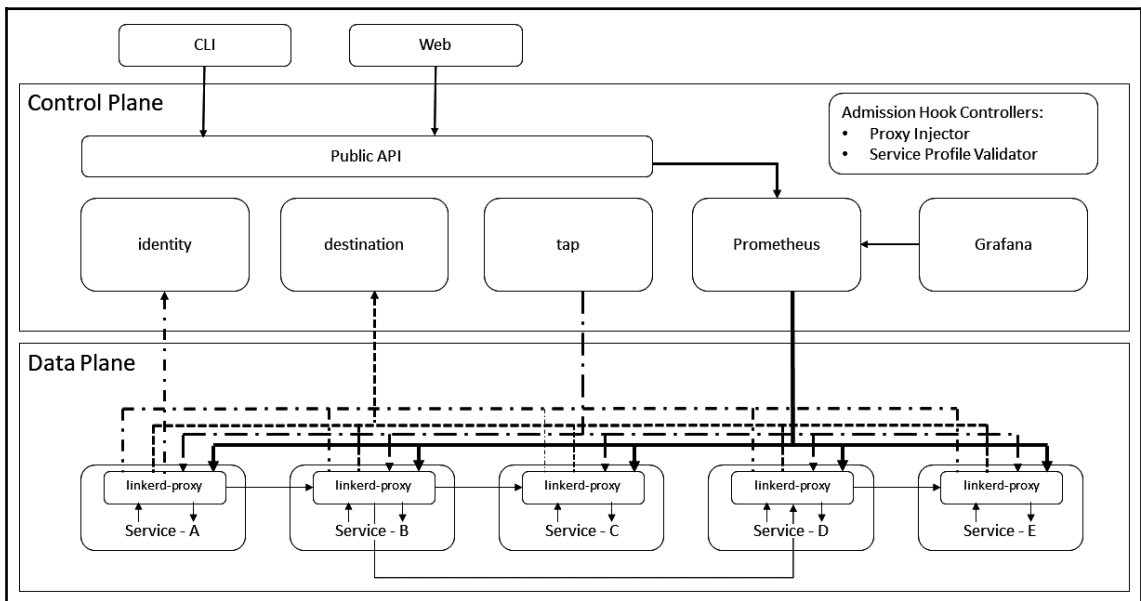 CLI
Web
Control Plane
Admission Hook Controllers:
• Proxy Injector
• Service Profile Validator
Public API
identity
destination
tap
Prometheus
Grafana
Data Plane
linkerd-proxy
linkerd-proxy
linkerd-proxy
linkerd-proxy
linkerd-proxy
Service - A
Service - B
Service - C
Service - D
Service - E